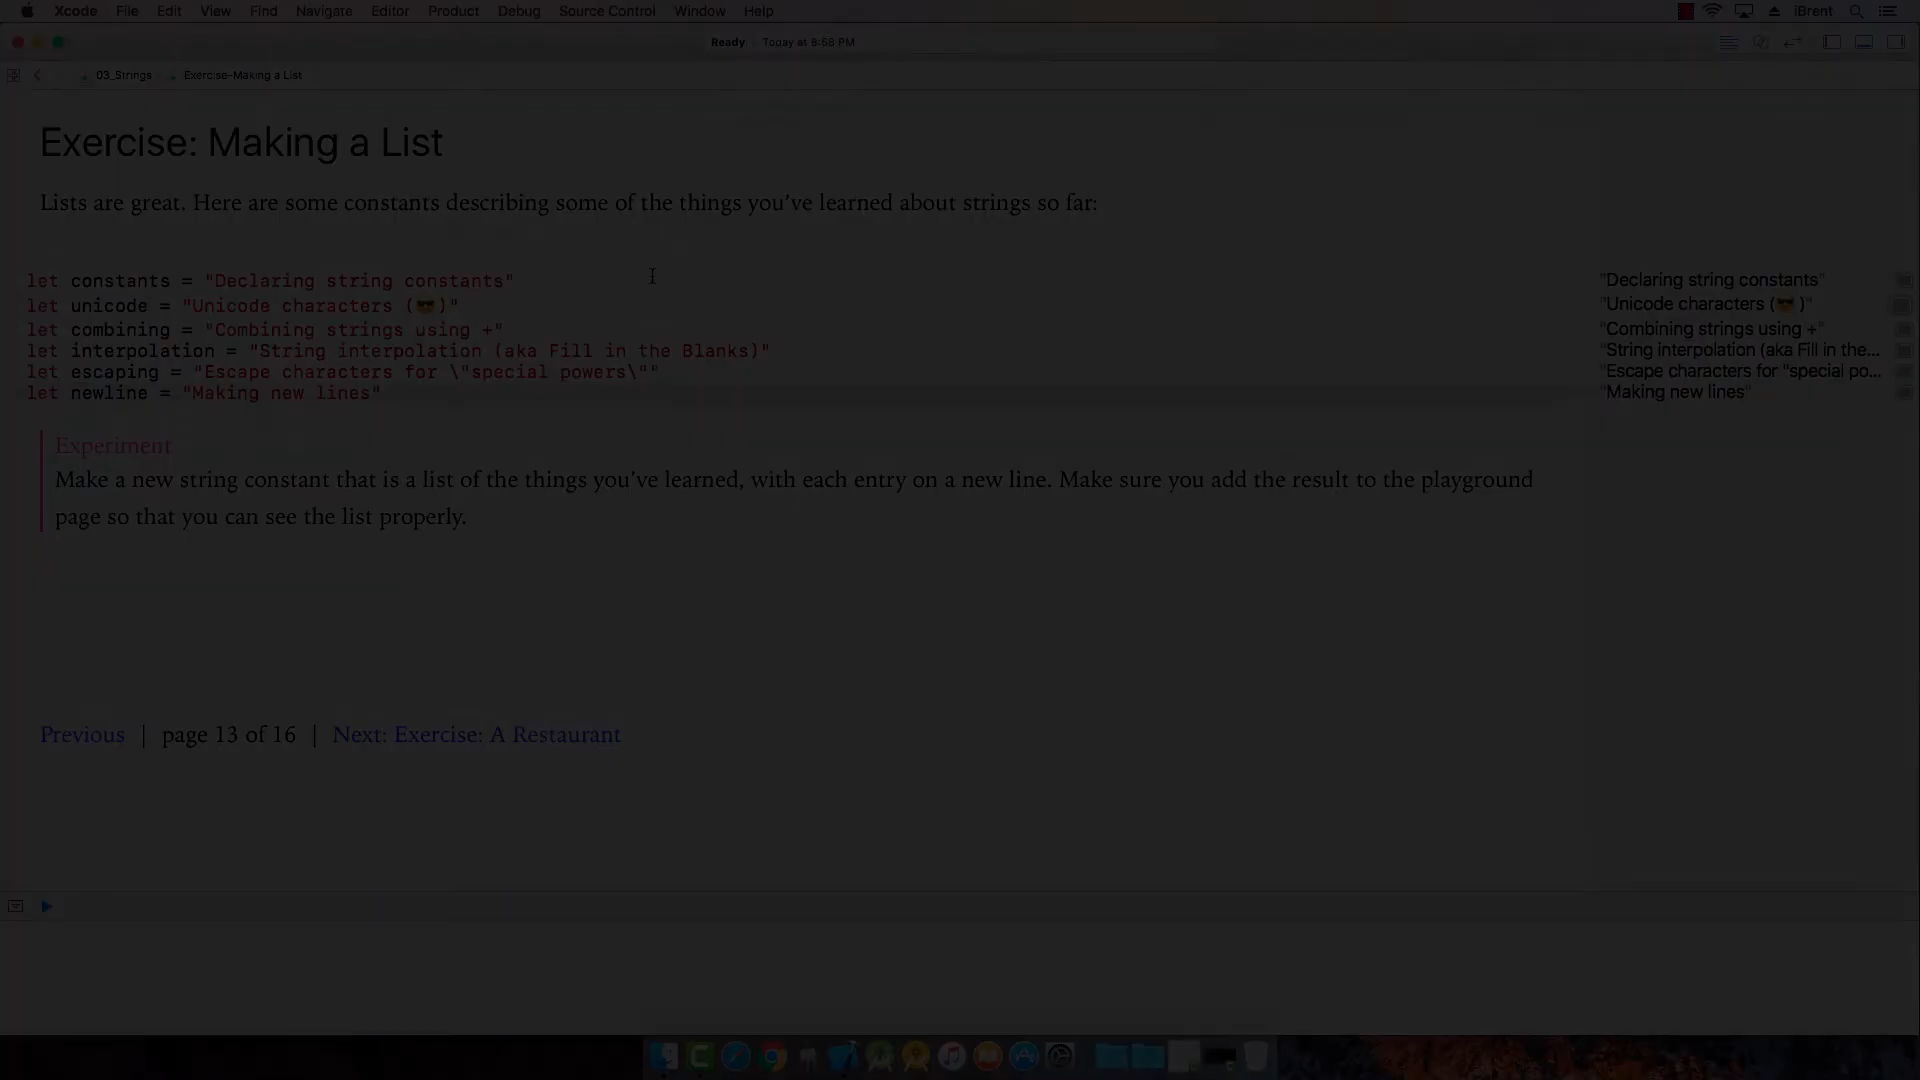 Xcode File Edit View Find Navigate Editor Product Debug Source Control Window Help iBrent
Ready Today at 8:58 PM
03_Strings Exercise-Making a List
Exercise: Making a List
Lists are great. Here are some constants describing some of the things you've learned about strings so far:
let constants = "Declaring string constants" "Declaring string constants"
let unicode = "Unicode characters (😎)" "Unicode characters (😎)"
let combining = "Combining strings using +" "Combining strings using +"
let interpolation = "String interpolation (aka Fill in the Blanks)" "String interpolation (aka Fill in the...
let escaping = "Escape characters for \"special powers\"" "Escape characters for "special po...
let newline = "Making new lines" "Making new lines"
Experiment
Make a new string constant that is a list of the things you've learned, with each entry on a new line. Make sure you add the result to the playground
page so that you can see the list properly.
Previous | page 13 of 16 | Next: Exercise: A Restaurant